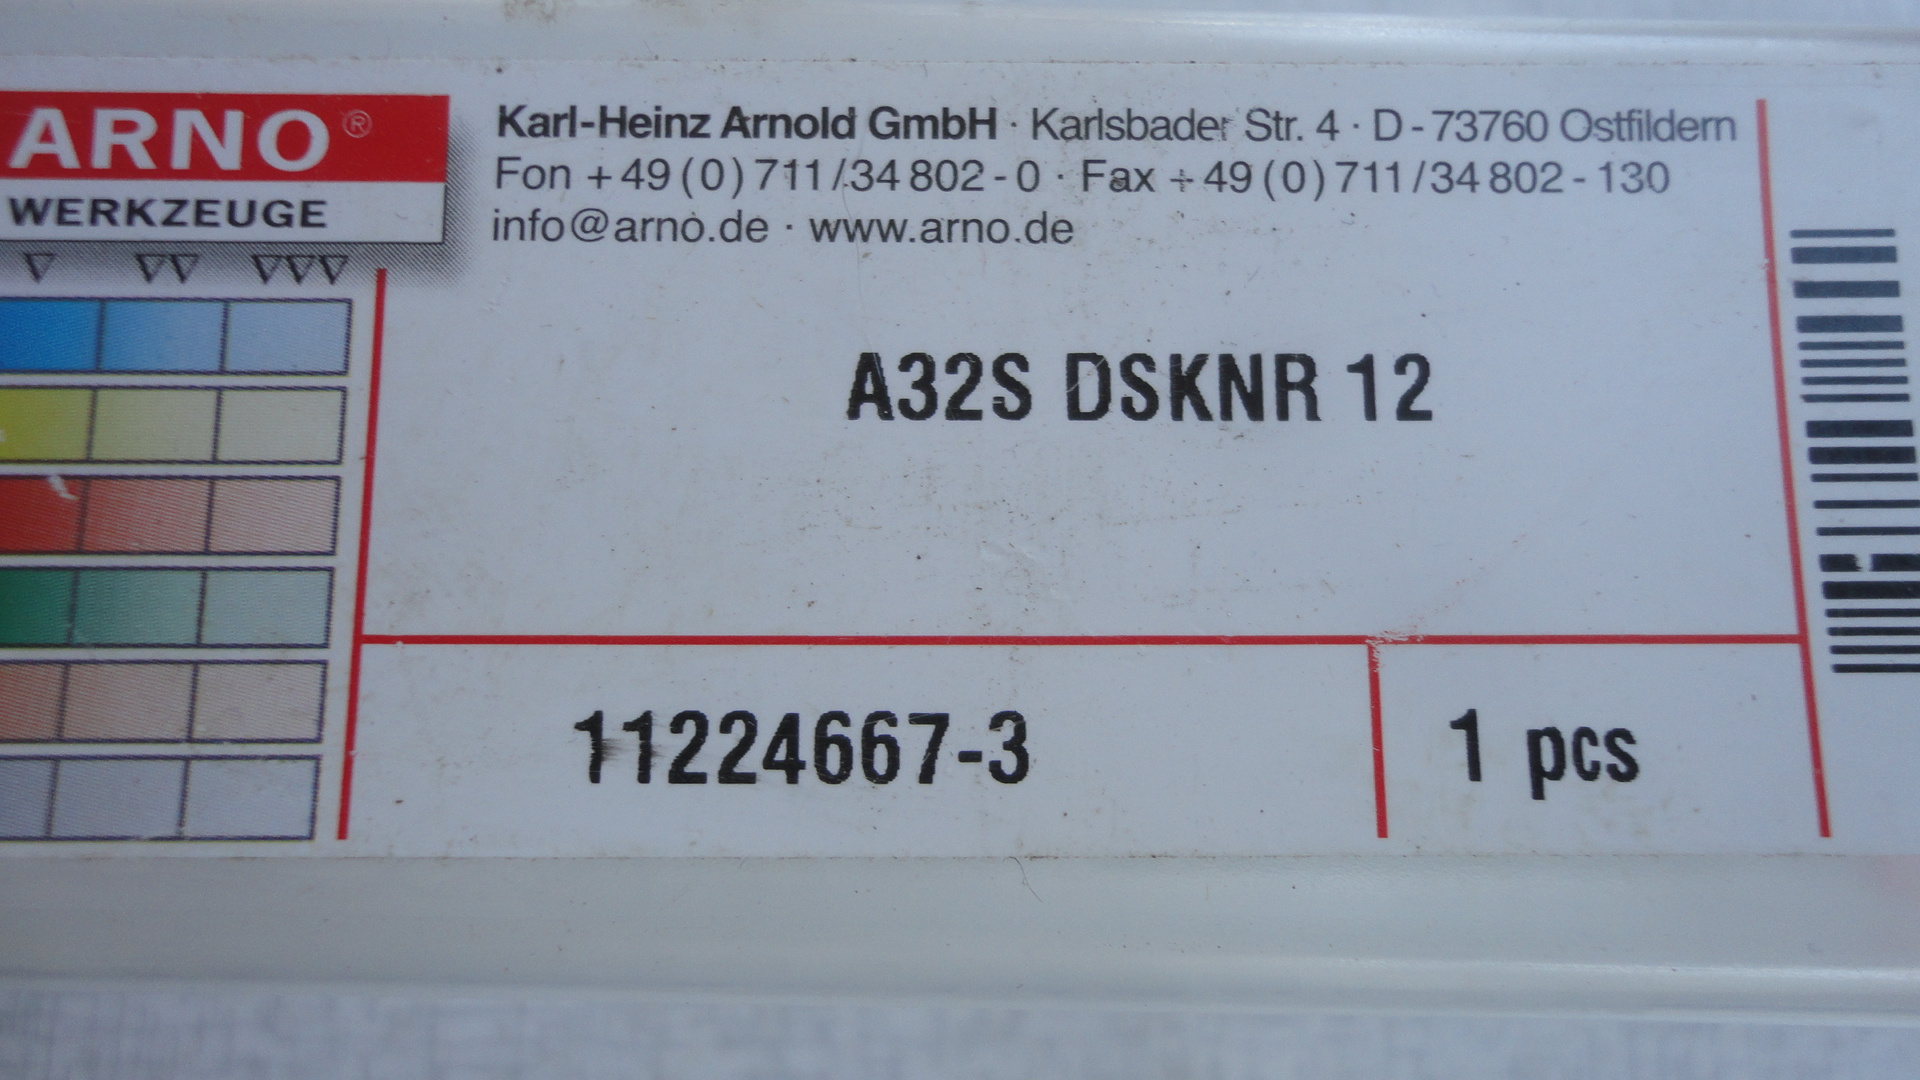 ARNO®
WERKZEUGE
Karl-Heinz Arnold GmbH · Karlsbader Str. 4 · D - 73760 Ostfildern
Fon +49 (0) 711 / 34 802 - 0 · Fax + 49 (0) 711 / 34 802 - 130
info@arno.de · www.arno.de
A32S DSKNR 12
11224667-3
1 pcs